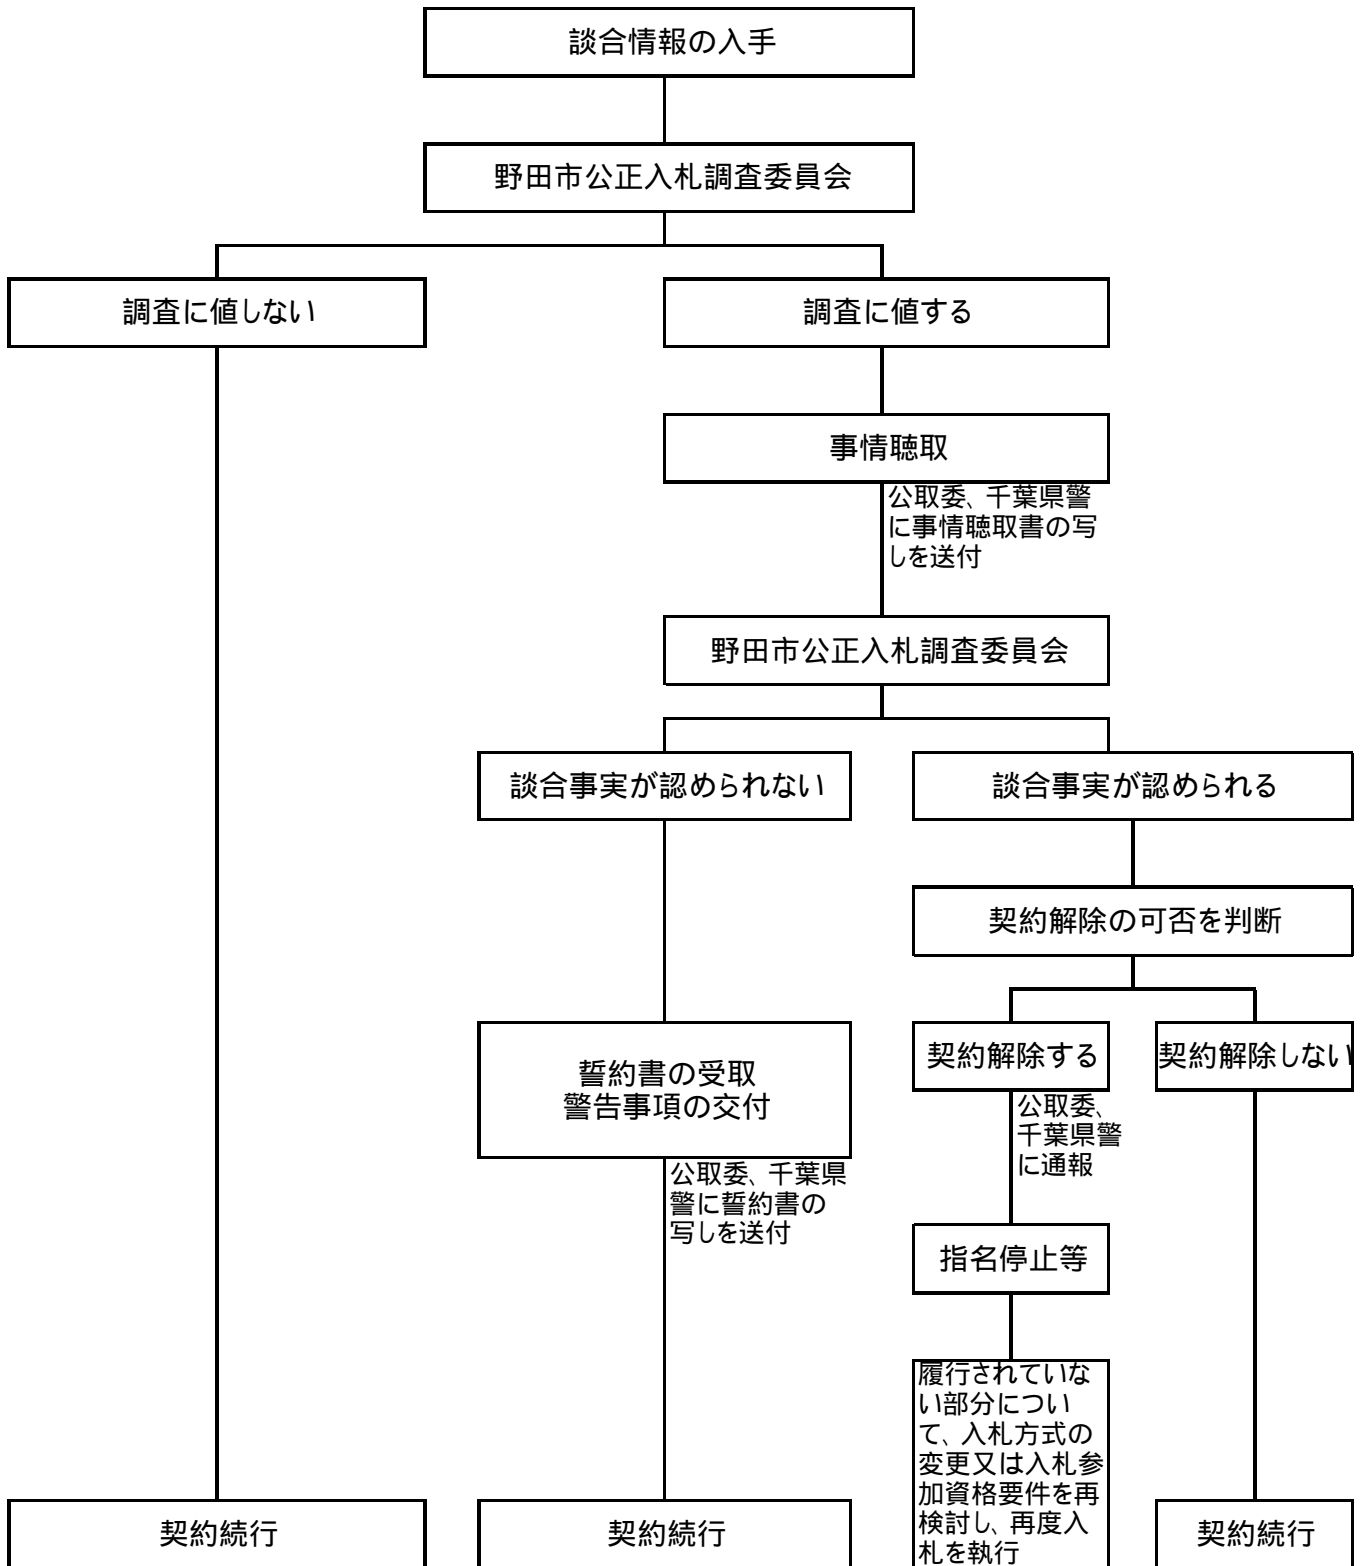 談合情報の入手
野田市公正入札調査委員会
調査に値しない
調査に値する
事情聴取
公取委、千葉県警
に事情聴取書の写
しを送付
野田市公正入札調査委員会
談合事実が認められない
談合事実が認められる
契約解除の可否を判断
誓約書の受取
警告事項の交付
公取委、千葉県
警に誓約書の
写しを送付
契約解除する
契約解除しない
公取委、
千葉県警
に通報
指名停止等
履行されていな
い部分につい
て、入札方式の
変更又は入札参
加資格要件を再
検討し、再度入
札を執行
契約続行
契約続行
契約続行